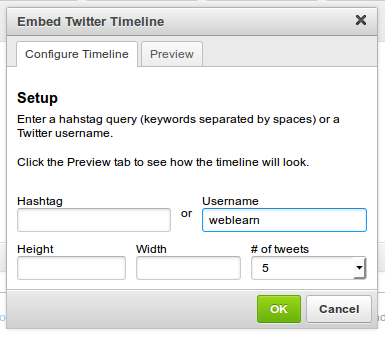 Embed Twitter Timeline
Configure Timeline
Preview
Setup
Enter a hahstag query (keywords separated by spaces) or a
Twitter username.
Click the Preview tab to see how the timeline will look.
Hashtag
or
Username
weblearn
Height
Width
# of tweets
5
OK
Cancel